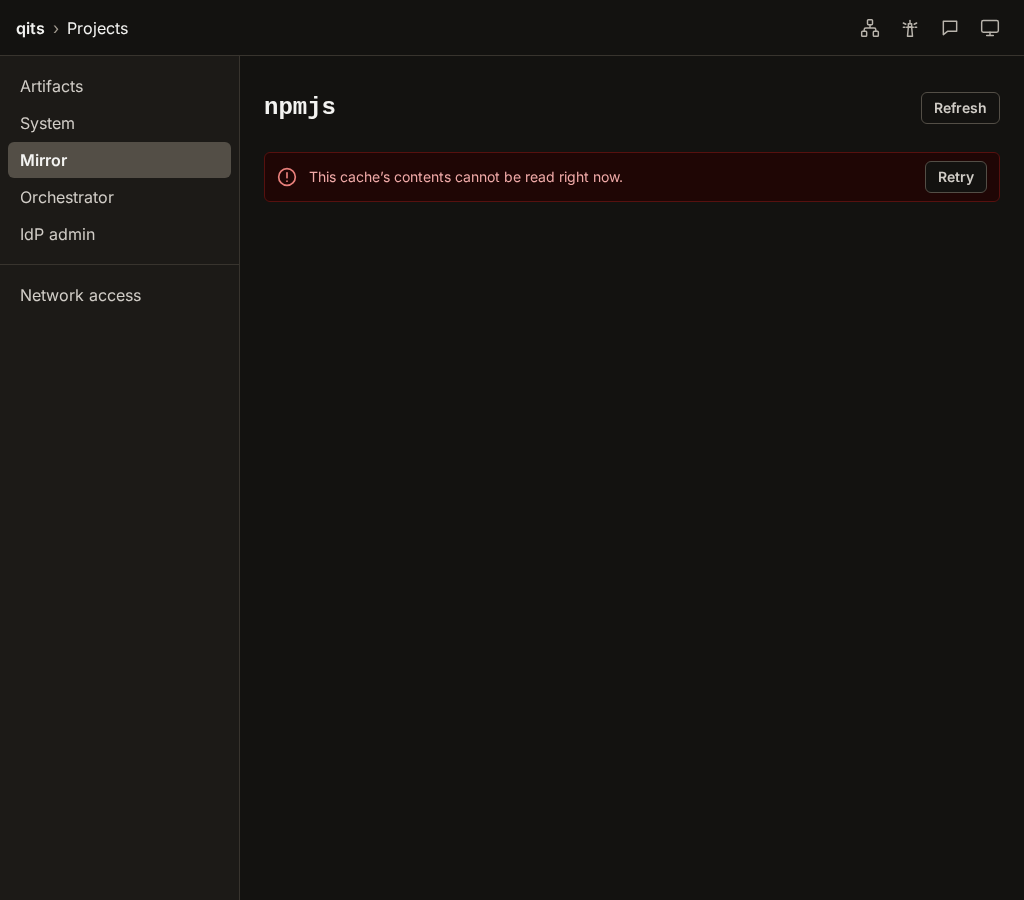 qits › Projects
Artifacts
System
Mirror
Orchestrator
IdP admin
Network access
npmjs
Refresh
This cache’s contents cannot be read right now.
Retry